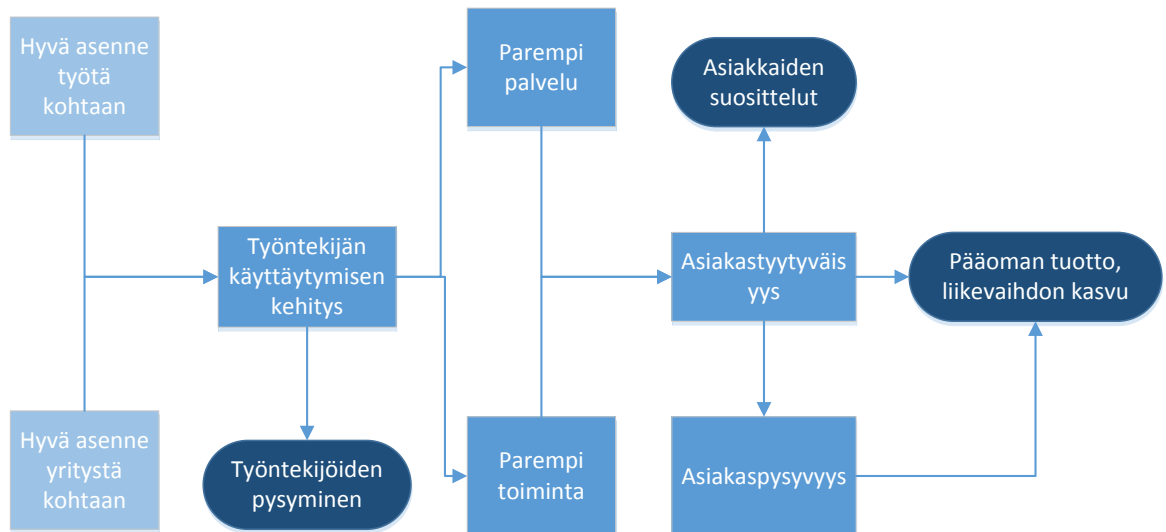 Hyvä asenne
työtä
kohtaan
Hyvä asenne
yritystä
kohtaan
Työntekijän
käyttäytymisen
kehitys
Työntekijöiden
pysyminen
Parempi
palvelu
Parempi
toiminta
Asiakkaiden
suosittelut
Asiakastyytyväis
yys
Asiakaspysyvyys
Pääoman tuotto,
liikevaihdon kasvu